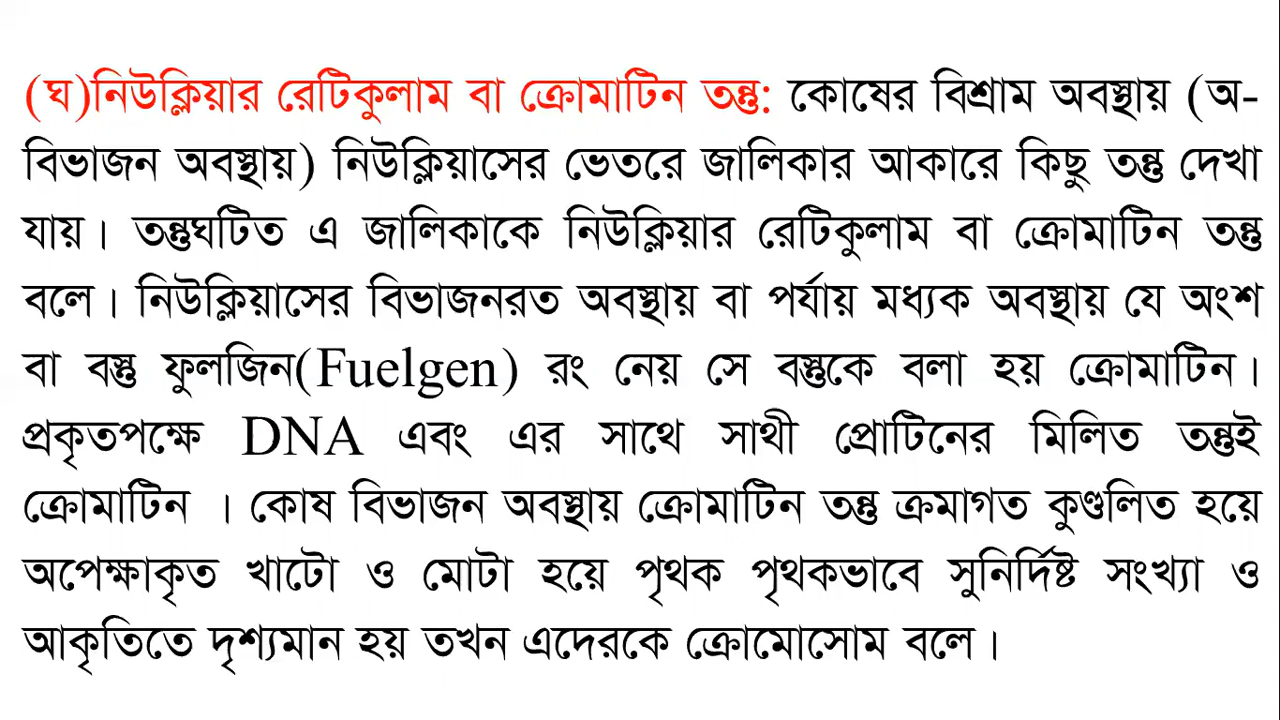 (ঘ)নিউক্লিয়ার রেটিকুলাম বা ক্রোমাটিন তন্তু: কোষের বিশ্রাম অবস্থায় (অ-
বিভাজন অবস্থায়) নিউক্লিয়াসের ভেতরে জালিকার আকারে কিছু তন্তু দেখা
যায়। তন্তুঘটিত এ জালিকাকে নিউক্লিয়ার রেটিকুলাম বা ক্রোমাটিন তন্তু
বলে। নিউক্লিয়াসের বিভাজনরত অবস্থায় বা পর্যায় মধ্যক অবস্থায় যে অংশ
বা বস্তু ফুলজিন(Fuelgen) রং নেয় সে বস্তুকে বলা হয় ক্রোমাটিন।
প্রকৃতপক্ষে DNA এবং এর সাথে সাথী প্রোটিনের মিলিত তন্তুই
ক্রোমাটিন । কোষ বিভাজন অবস্থায় ক্রোমাটিন তন্তু ক্রমাগত কুণ্ডলিত হয়ে
অপেক্ষাকৃত খাটো ও মোটা হয়ে পৃথক পৃথকভাবে সুনির্দিষ্ট সংখ্যা ও
আকৃতিতে দৃশ্যমান হয় তখন এদেরকে ক্রোমোসোম বলে।